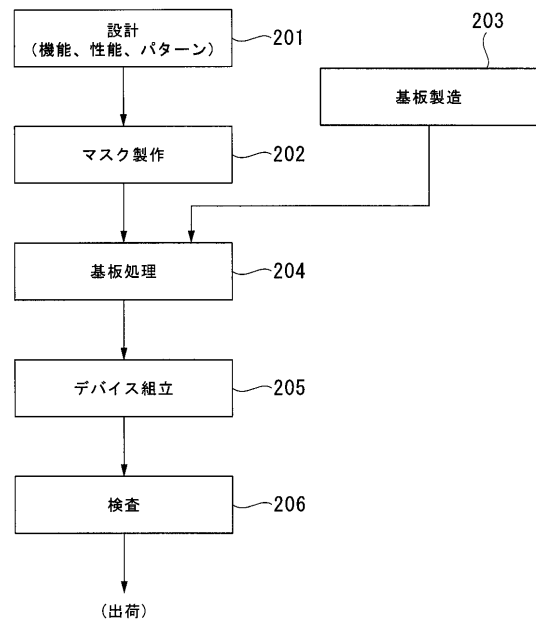 設計
(機能、性能、パターン)
201
203
基板製造
マスク製作
202
基板処理
204
デバイス組立
205
検査
206
(出荷)